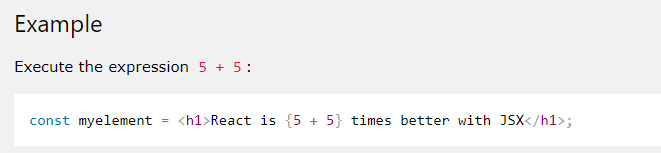 Example
Execute the expression 5 + 5:
const myelement = <h1>React is {5 + 5} times better with JSX</h1>;